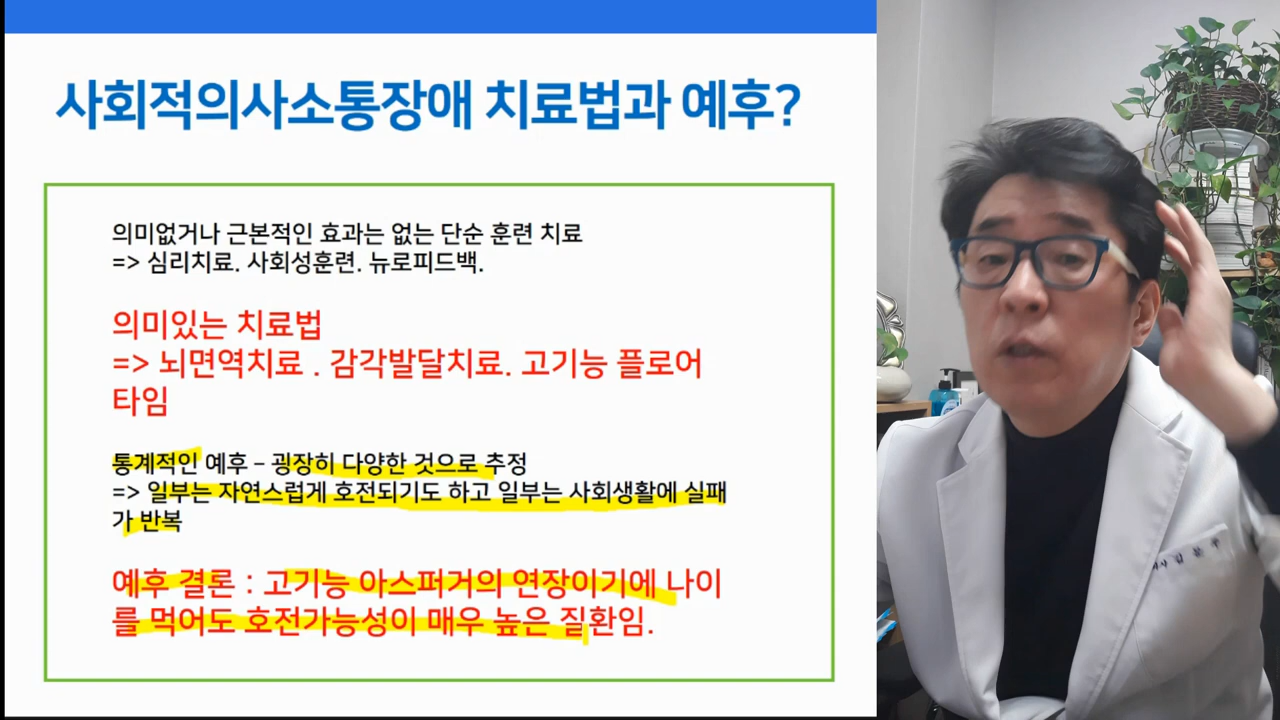 사회적의사소통장애 치료법과 예후?
의미없거나 근본적인 효과는 없는 단순 훈련 치료
=> 심리치료. 사회성훈련. 뉴로피드백.
의미있는 치료법
=> 뇌면역치료 . 감각발달치료. 고기능 플로어
타임
통계적인 예후 – 굉장히 다양한 것으로 추정
=> 일부는 자연스럽게 호전되기도 하고 일부는 사회생활에 실패
가 반복
예후 결론 : 고기능 아스퍼거의 연장이기에 나이
를 먹어도 호전가능성이 매우 높은 질환임.